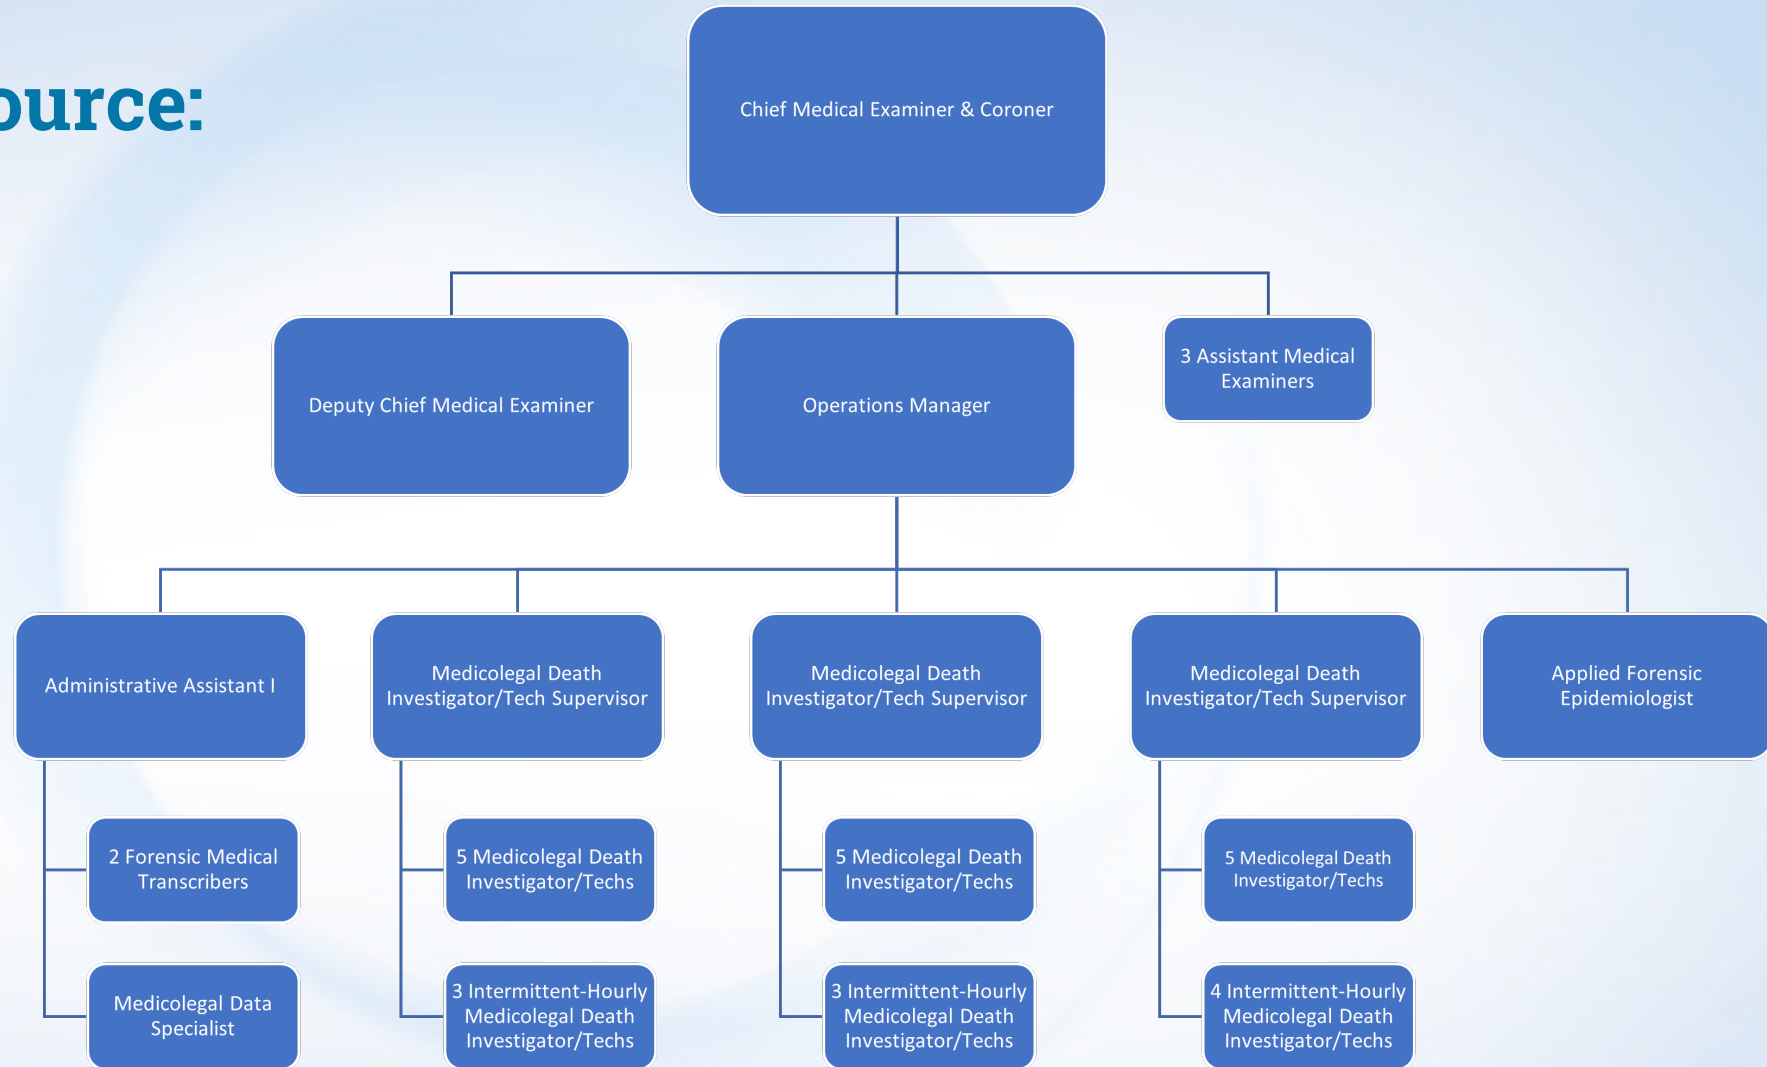 ource:
Chief Medical Examiner & Coroner
Deputy Chief Medical Examiner
Operations Manager
3 Assistant Medical
Examiners
Administrative Assistant I
Medicolegal Death
Investigator/Tech Supervisor
Medicolegal Death
Investigator/Tech Supervisor
Medicolegal Death
Investigator/Tech Supervisor
Applied Forensic
Epidemiologist
2 Forensic Medical
Transcribers
Medicolegal Data
Specialist
5 Medicolegal Death
Investigator/Techs
3 Intermittent-Hourly
Medicolegal Death
Investigator/Techs
5 Medicolegal Death
Investigator/Techs
3 Intermittent-Hourly
Medicolegal Death
Investigator/Techs
5 Medicolegal Death
Investigator/Techs
4 Intermittent-Hourly
Medicolegal Death
Investigator/Techs